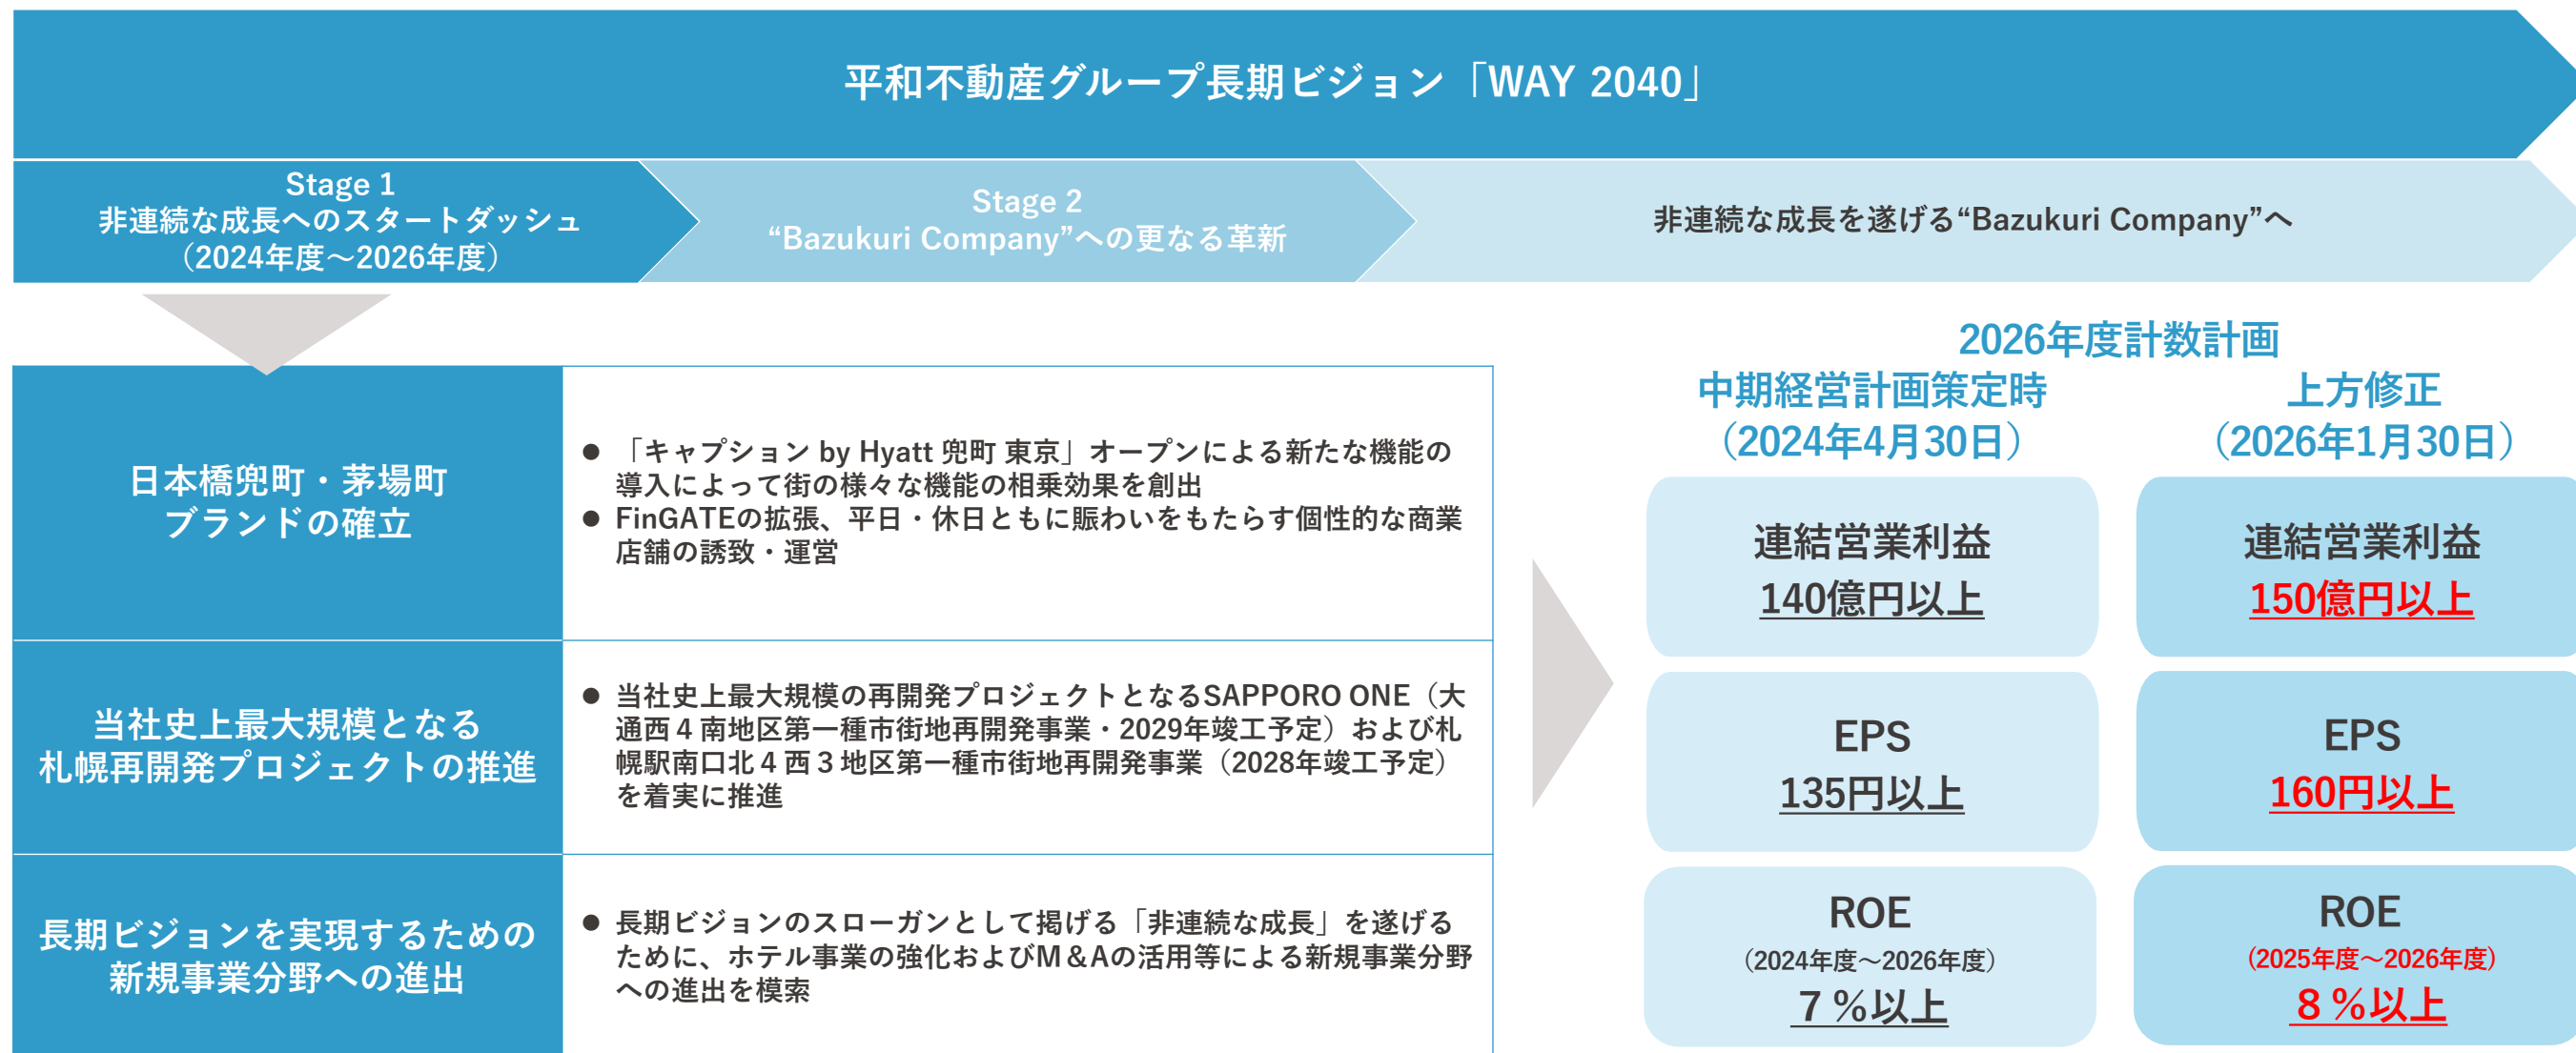 平和不動産グループ長期ビジョン「WAY 2040」
Stage 1
非連続な成長へのスタートダッシュ
（2024年度～2026年度）
Stage 2
“Bazukuri Company”への更なる革新
非連続な成長を遂げる“Bazukuri Company”へ
日本橋兜町・茅場町
ブランドの確立
● 「キャプション by Hyatt 兜町 東京」オープンによる新たな機能の
導入によって街の様々な機能の相乗効果を創出
● FinGATEの拡張、平日・休日ともに賑わいをもたらす個性的な商業
店舗の誘致・運営
当社史上最大規模となる
札幌再開発プロジェクトの推進
● 当社史上最大規模の再開発プロジェクトとなるSAPPORO ONE（大
通西４南地区第一種市街地再開発事業・2029年竣工予定）および札
幌駅南口北４西３地区第一種市街地再開発事業（2028年竣工予定）
を着実に推進
長期ビジョンを実現するための
新規事業分野への進出
● 長期ビジョンのスローガンとして掲げる「非連続な成長」を遂げる
ために、ホテル事業の強化およびM＆Aの活用等による新規事業分野
への進出を模索
2026年度計数計画
中期経営計画策定時
（2024年4月30日）
連結営業利益
140億円以上
EPS
135円以上
ROE
（2024年度～2026年度）
７％以上
上方修正
（2026年1月30日）
連結営業利益
150億円以上
EPS
160円以上
ROE
（2025年度～2026年度）
８％以上